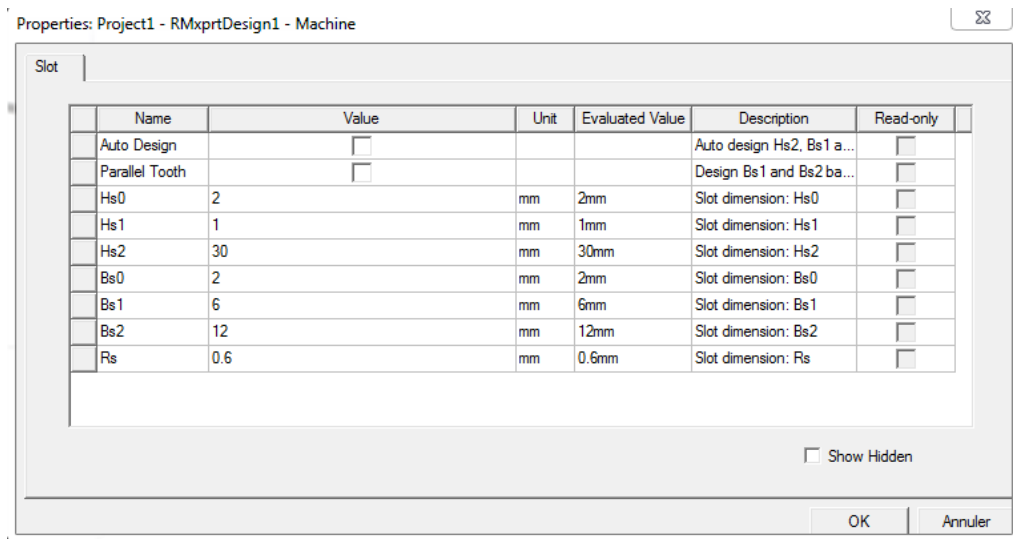 Properties: Project1 - RMxprtDesign1 - Machine
Slot
Name Value Unit Evaluated Value Description Read-only
Auto Design Auto design Hs2, Bs1 a...
Parallel Tooth Design Bs1 and Bs2 ba...
Hs0 2 mm 2mm Slot dimension: Hs0
Hs1 1 mm 1mm Slot dimension: Hs1
Hs2 30 mm 30mm Slot dimension: Hs2
Bs0 2 mm 2mm Slot dimension: Bs0
Bs1 6 mm 6mm Slot dimension: Bs1
Bs2 12 mm 12mm Slot dimension: Bs2
Rs 0.6 mm 0.6mm Slot dimension: Rs
Show Hidden
OK Annuler